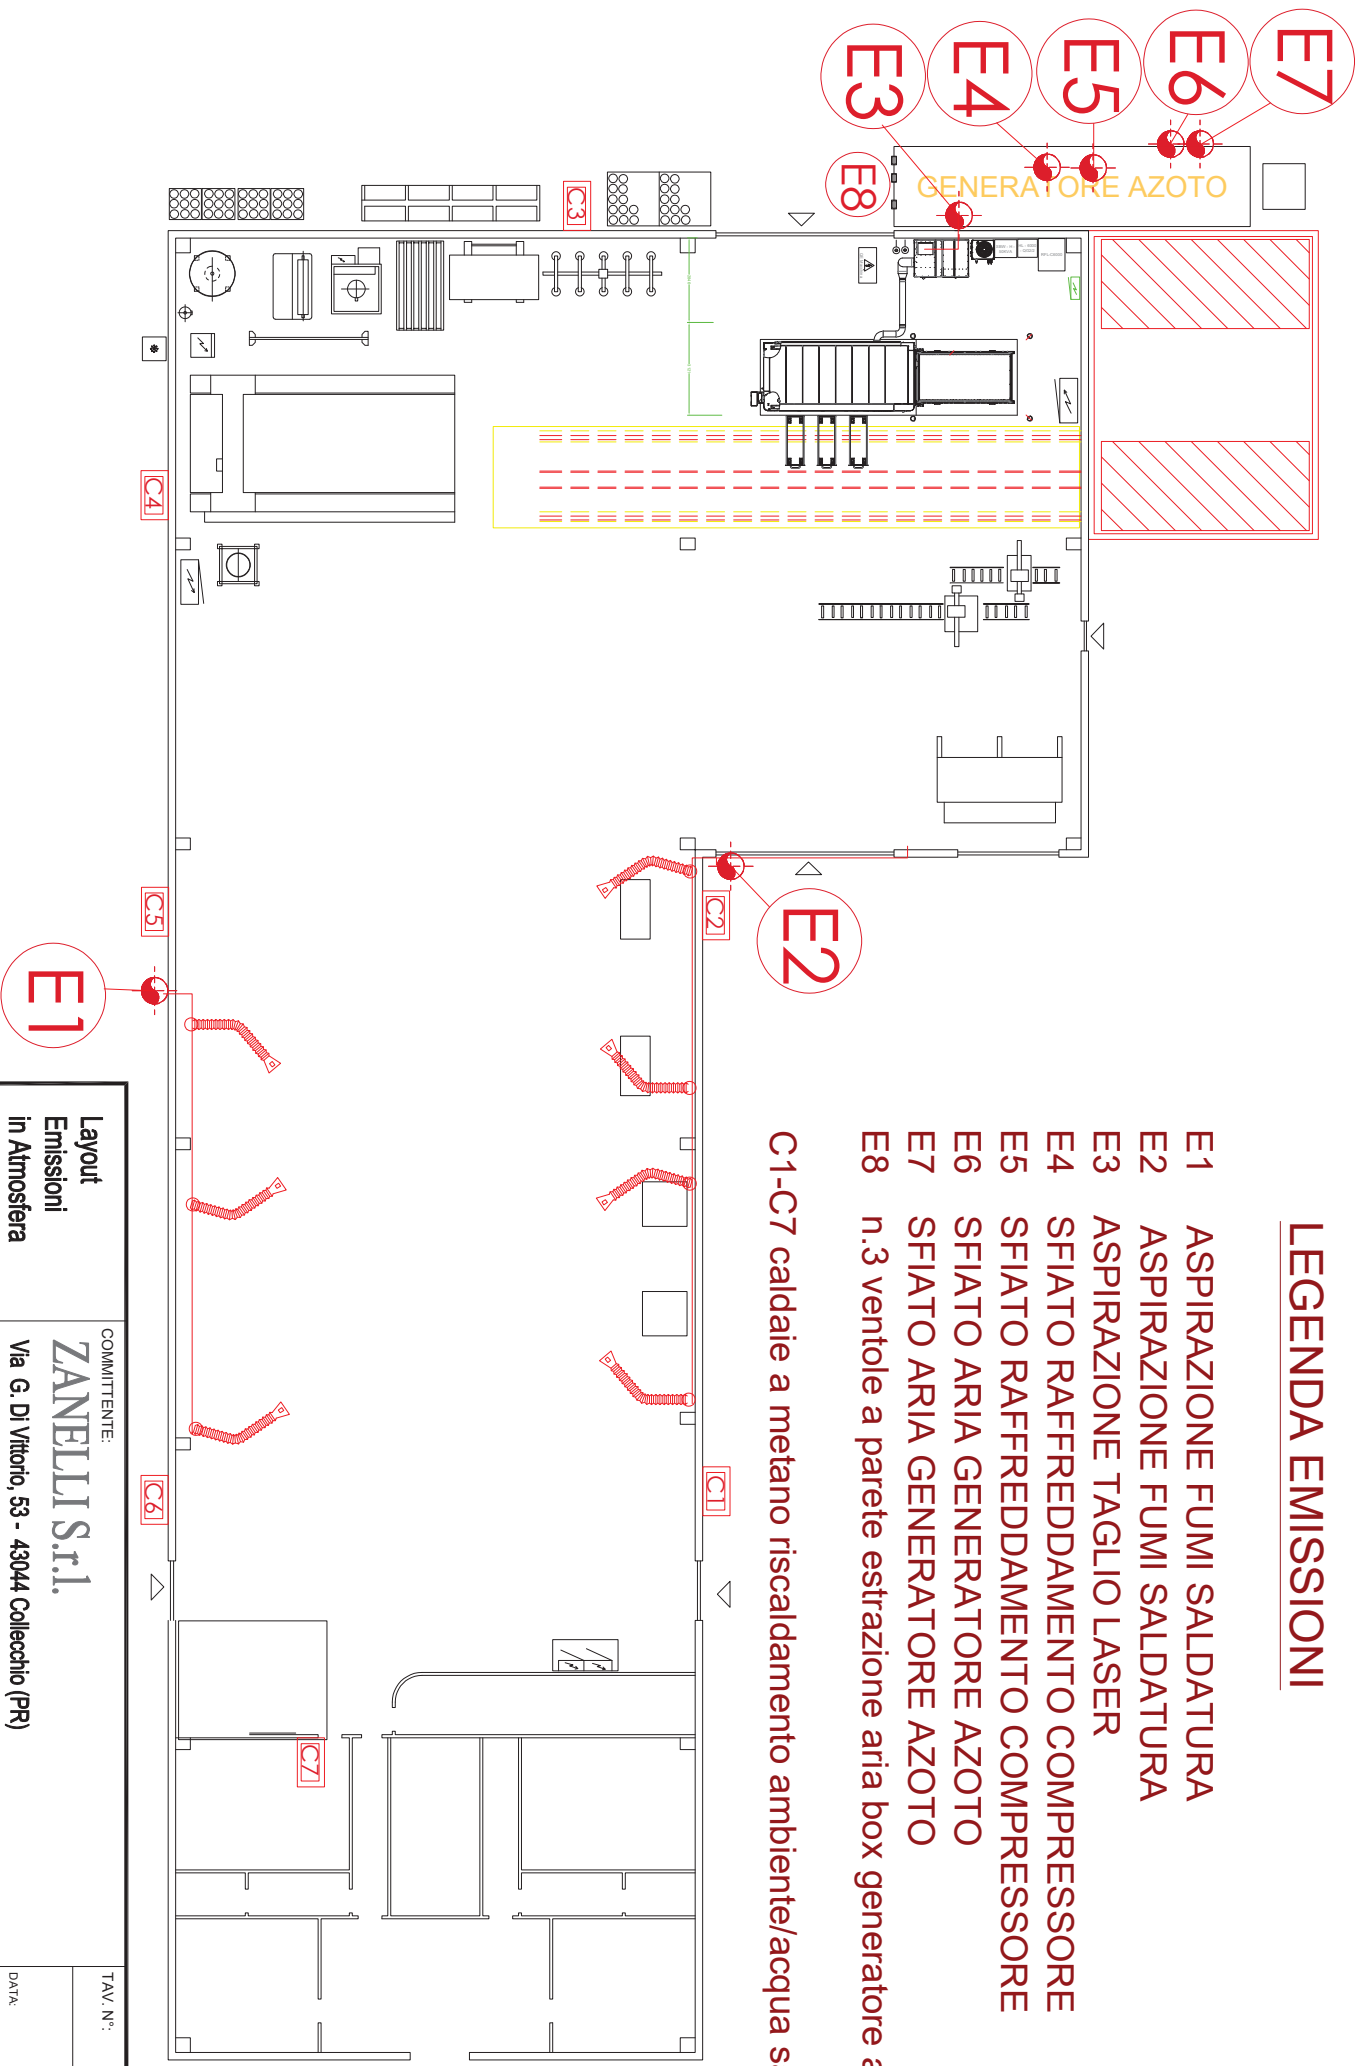 LEGENDA EMISSIONI
E1 ASPIRAZIONE FUMI SALDATURA
E2 ASPIRAZIONE FUMI SALDATURA
E3 ASPIRAZIONE TAGLIO LASER
E4 SFIATO RAFFREDDAMENTO COMPRESSORE
E5 SFIATO RAFFREDDAMENTO COMPRESSORE
E6 SFIATO ARIA GENERATORE AZOTO
E7 SFIATO ARIA GENERATORE AZOTO
E8 n.3 ventole a parete estrazione aria box generatore a
C1-C7 caldaie a metano riscaldamento ambiente/acqua s
E7
E6
E5
E4
E3
E8
GENERATORE AZOTO
C3
C4
C5
C2
E2
E1
C6
C1
C7
Layout
Emissioni
in Atmosfera
COMMITTENTE:
ZANELLI S.r.l.
Via G. Di Vittorio, 53 - 43044 Collecchio (PR)
TAV. N°:
DATA: